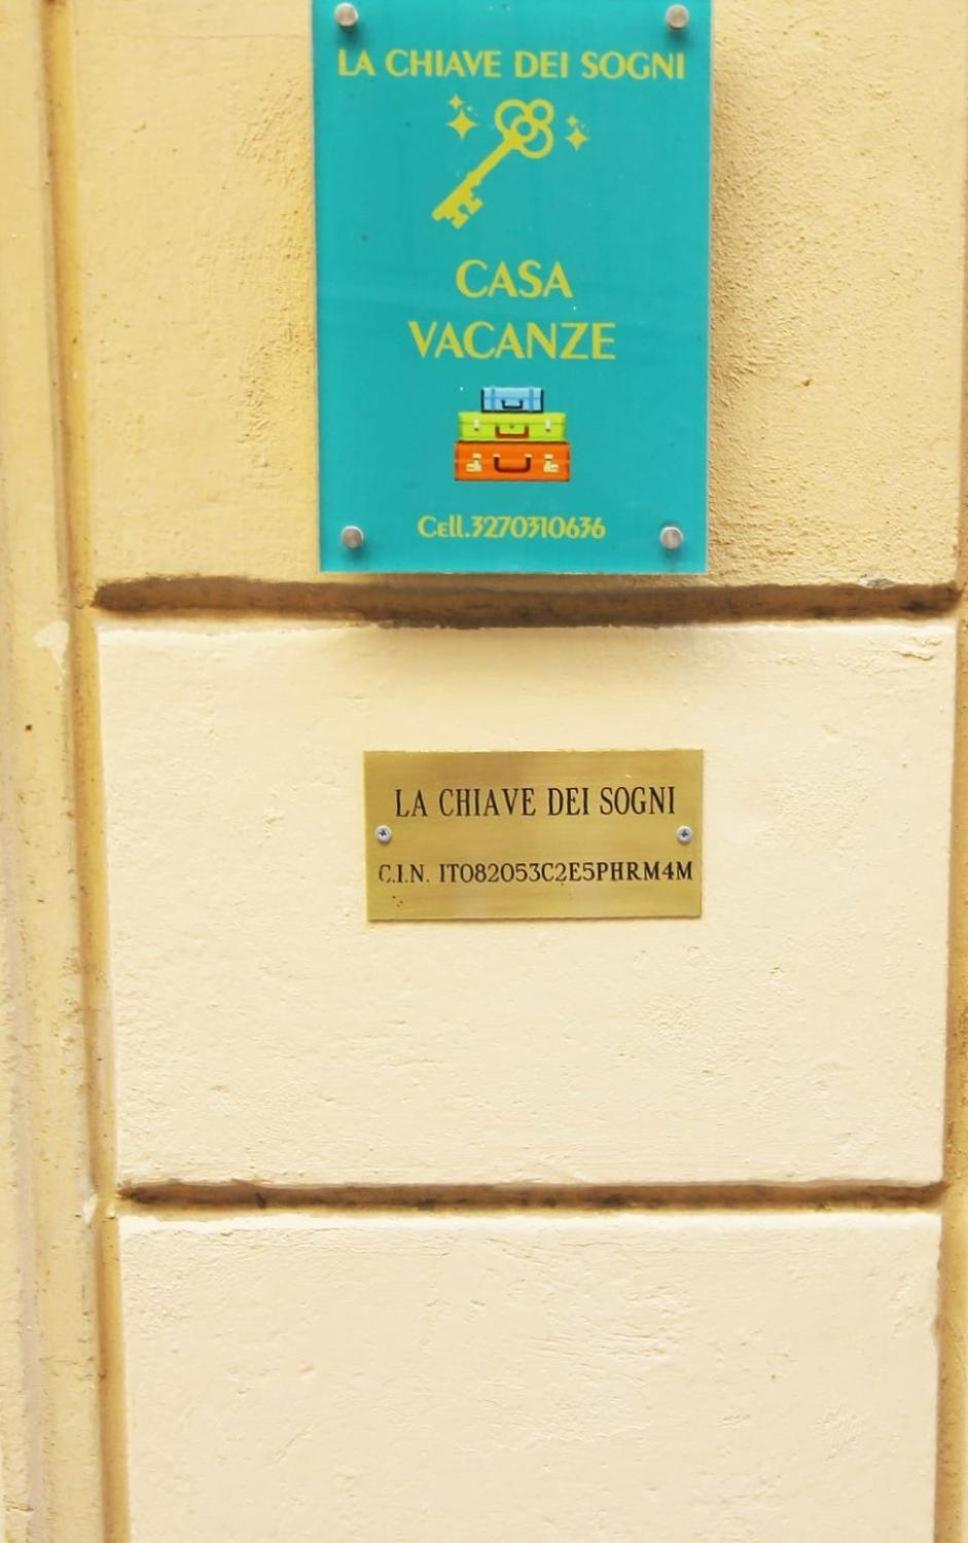 LA CHIAVE DEI SOGNI
CASA
VACANZE
Cell.3270310636
LA CHIAVE DEI SOGNI
C.I.N. IT082053C2E5PHRM4M